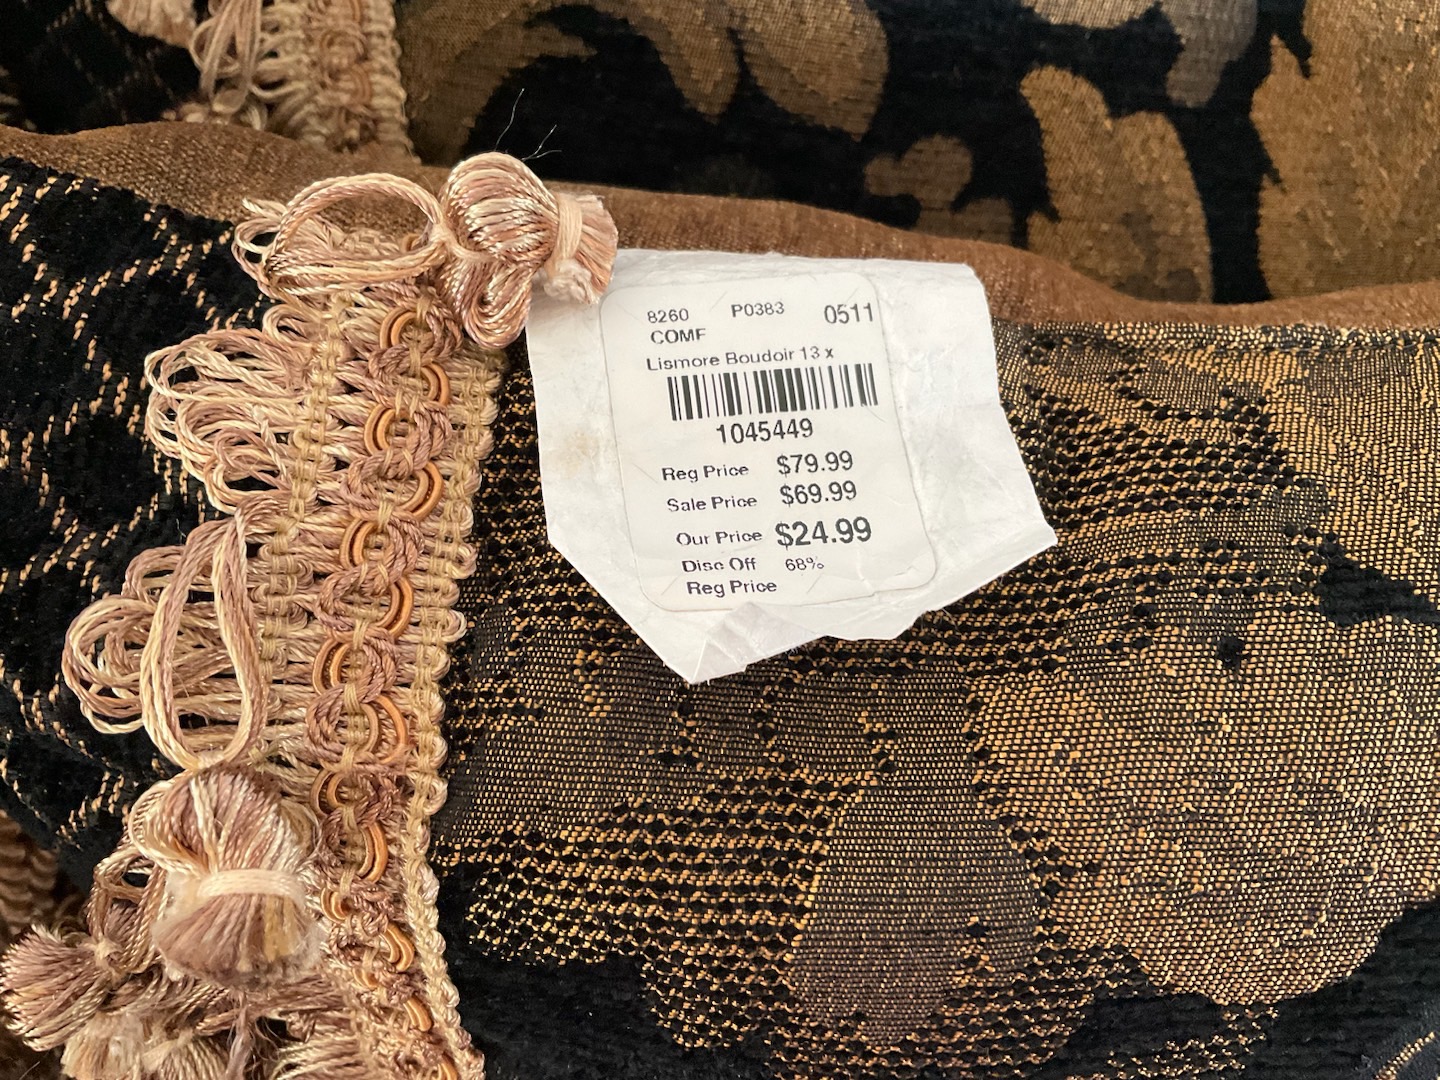 8260 P0383 0511
COMF
Lismore Boudoir 13 x
1045449
Reg Price $79.99
Sale Price $69.99
Our Price $24.99
Disc Off 68%
Reg Price